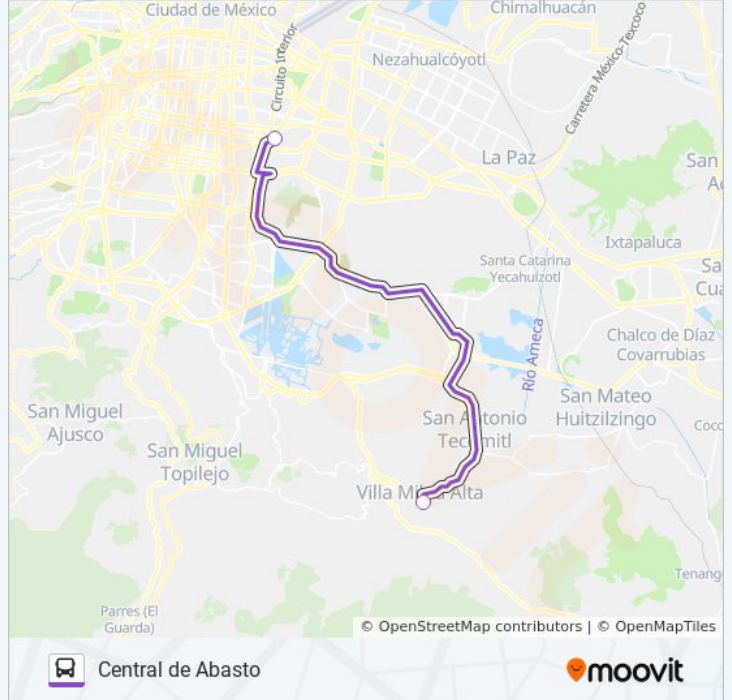 Ciudad de México
Chimalhuacán
Circuito Interior
Nezahualcóyotl
Carretera México-Texcoco
La Paz
San
Ixtapaluca
Santa Catarina
Yecahuizotl
Sa
Cua
Río Ameca
Chalco de Díaz
Covarrubias
San Mateo
Huitzilzingo
San Miguel
Ajusco
San Antonio
Tecómitl
Coco
San Miguel
Topilejo
Villa Milpa Alta
Tenang
Parres (El
Guarda)
© OpenStreetMap contributors | © OpenMapTiles
Central de Abasto
moovit